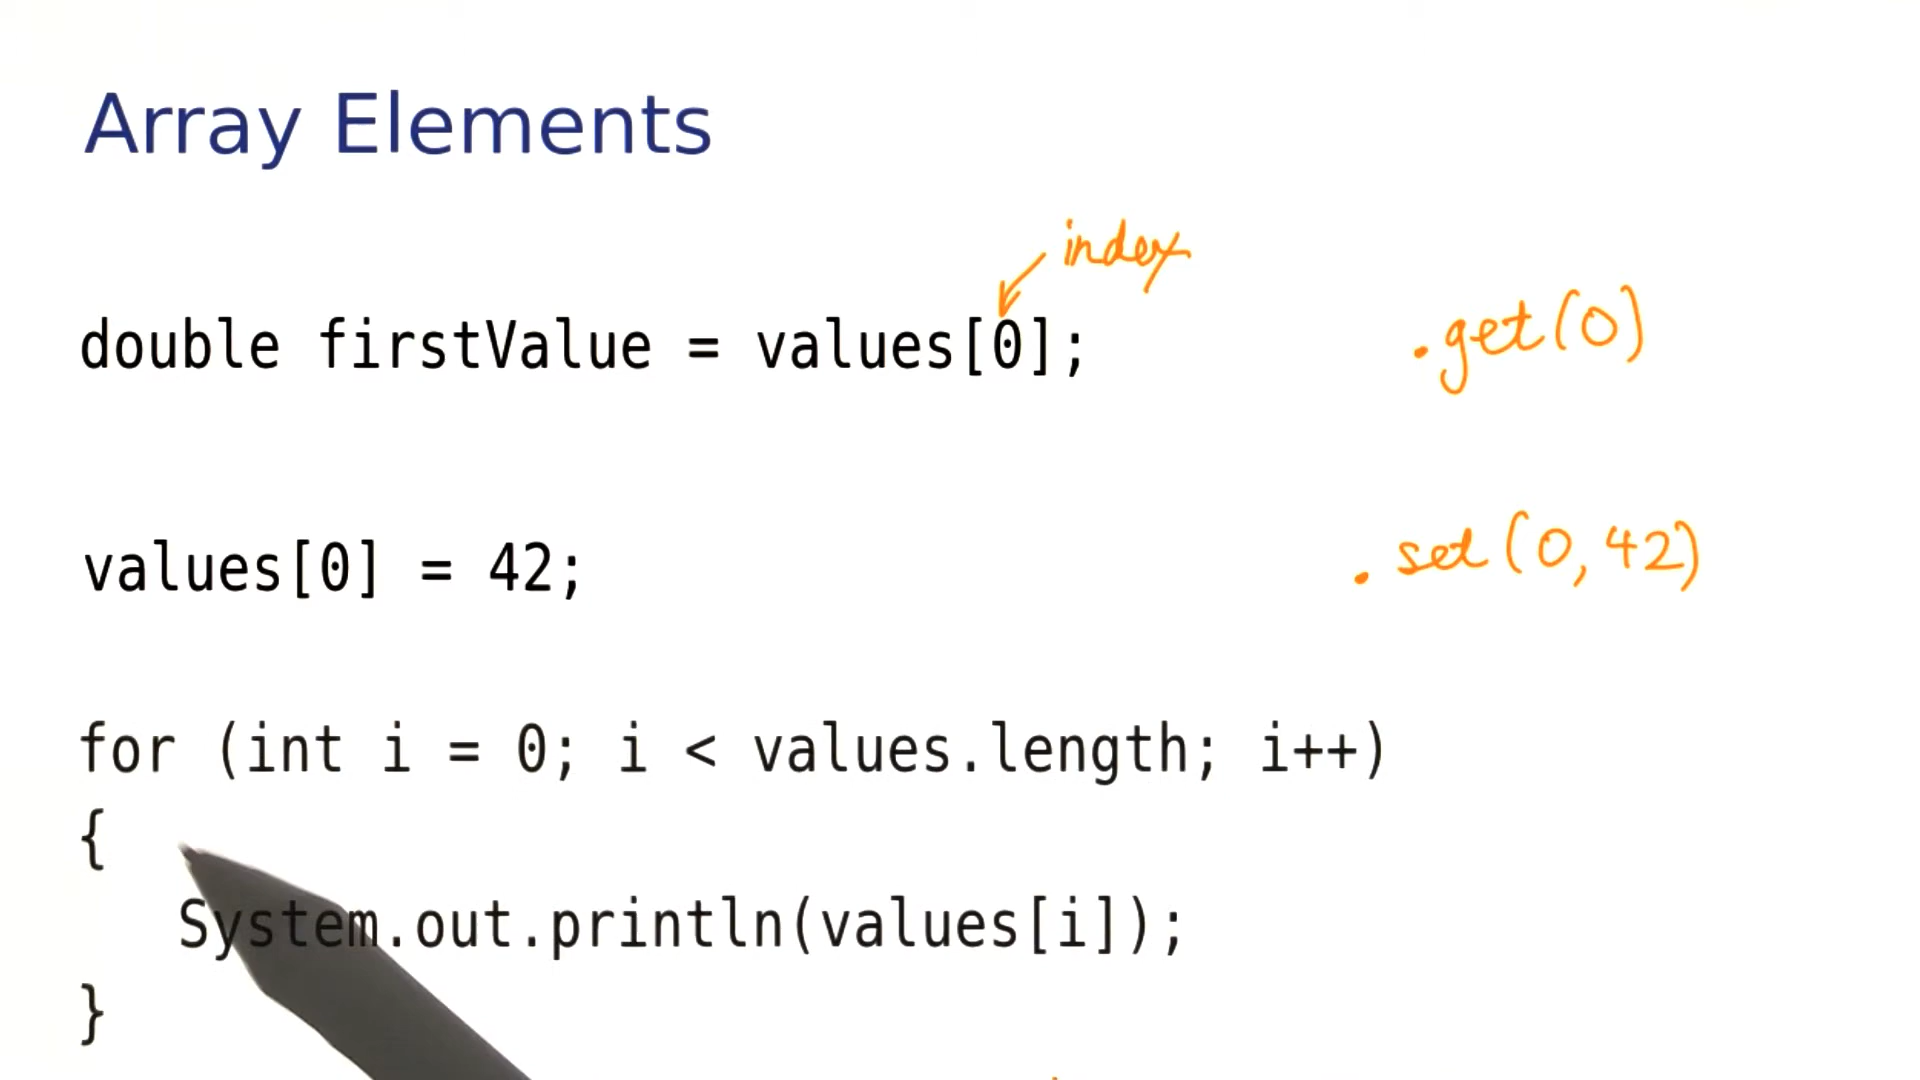 Array Elements
index
double firstValue = values[0];
.get(0)
values[0] = 42;
.set(0,42)
for (int i = 0; i < values.length; i++)
{
System.out.println(values[i]);
}